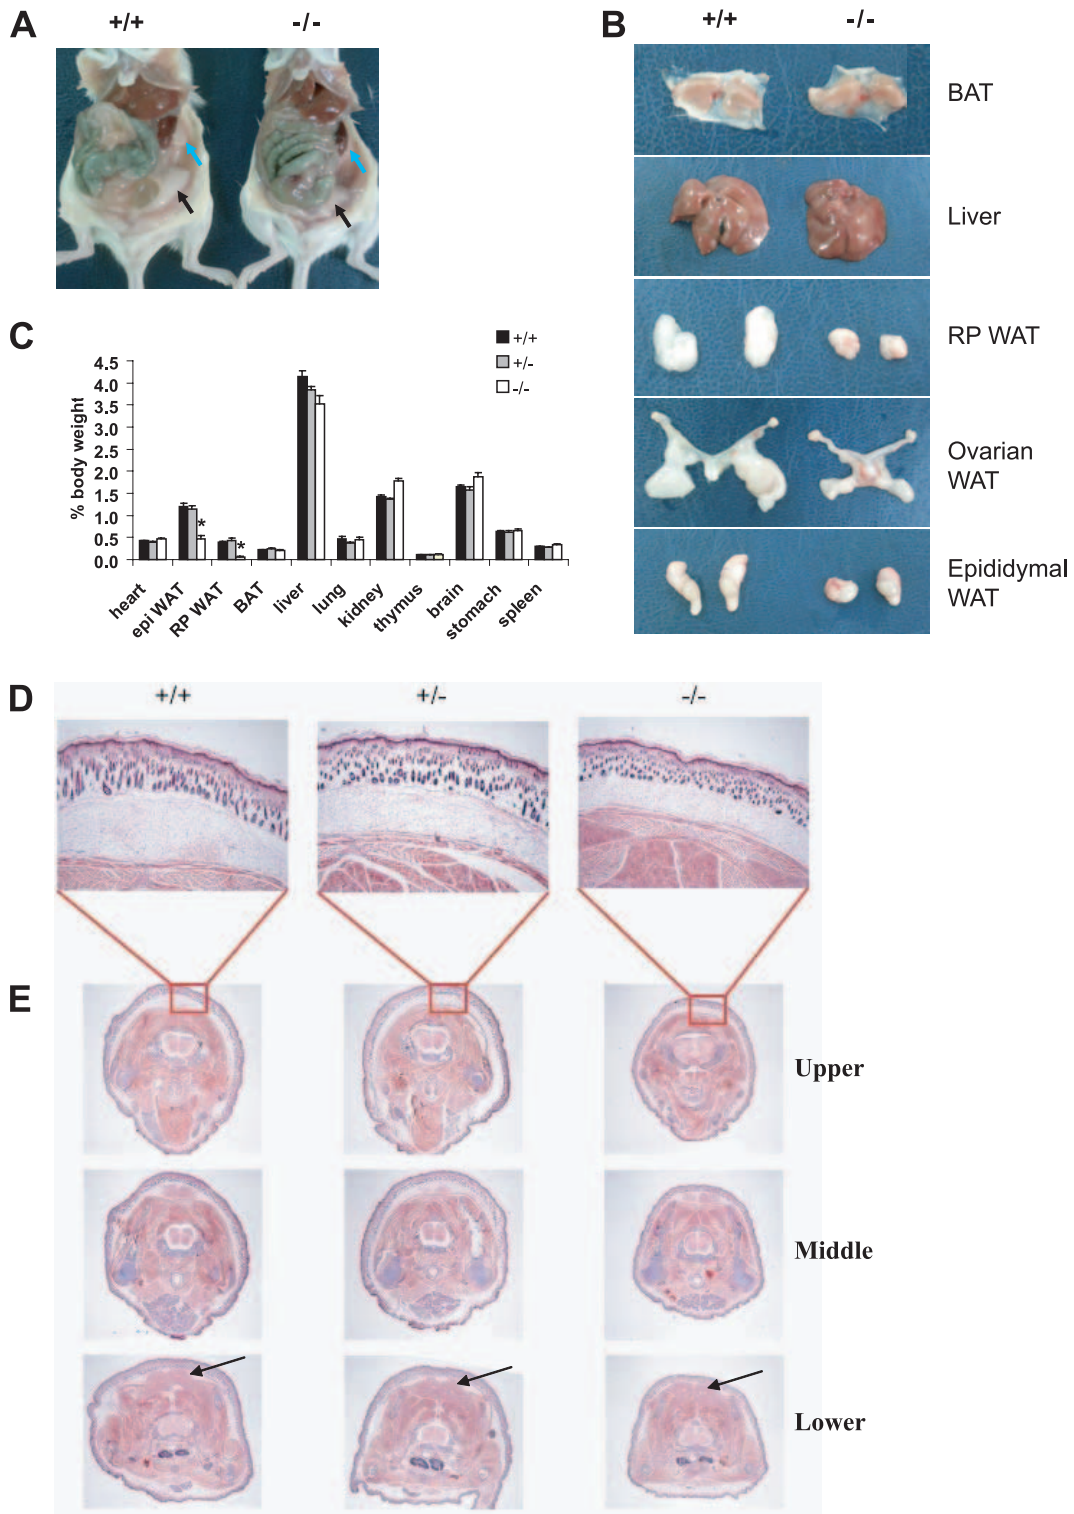 A
+/+
-/-
B
+/+
-/-
BAT
Liver
RP WAT
Ovarian
WAT
Epididymal
WAT
C
+/+
+/-
-/-
% body weight
4.5
4.0
3.5
3.0
2.5
2.0
1.5
1.0
0.5
0.0
*
*
heart
epi WAT
RP WAT
BAT
liver
lung
kidney
thymus
brain
stomach
spleen
D
+/+
+/-
-/-
E
Upper
Middle
Lower